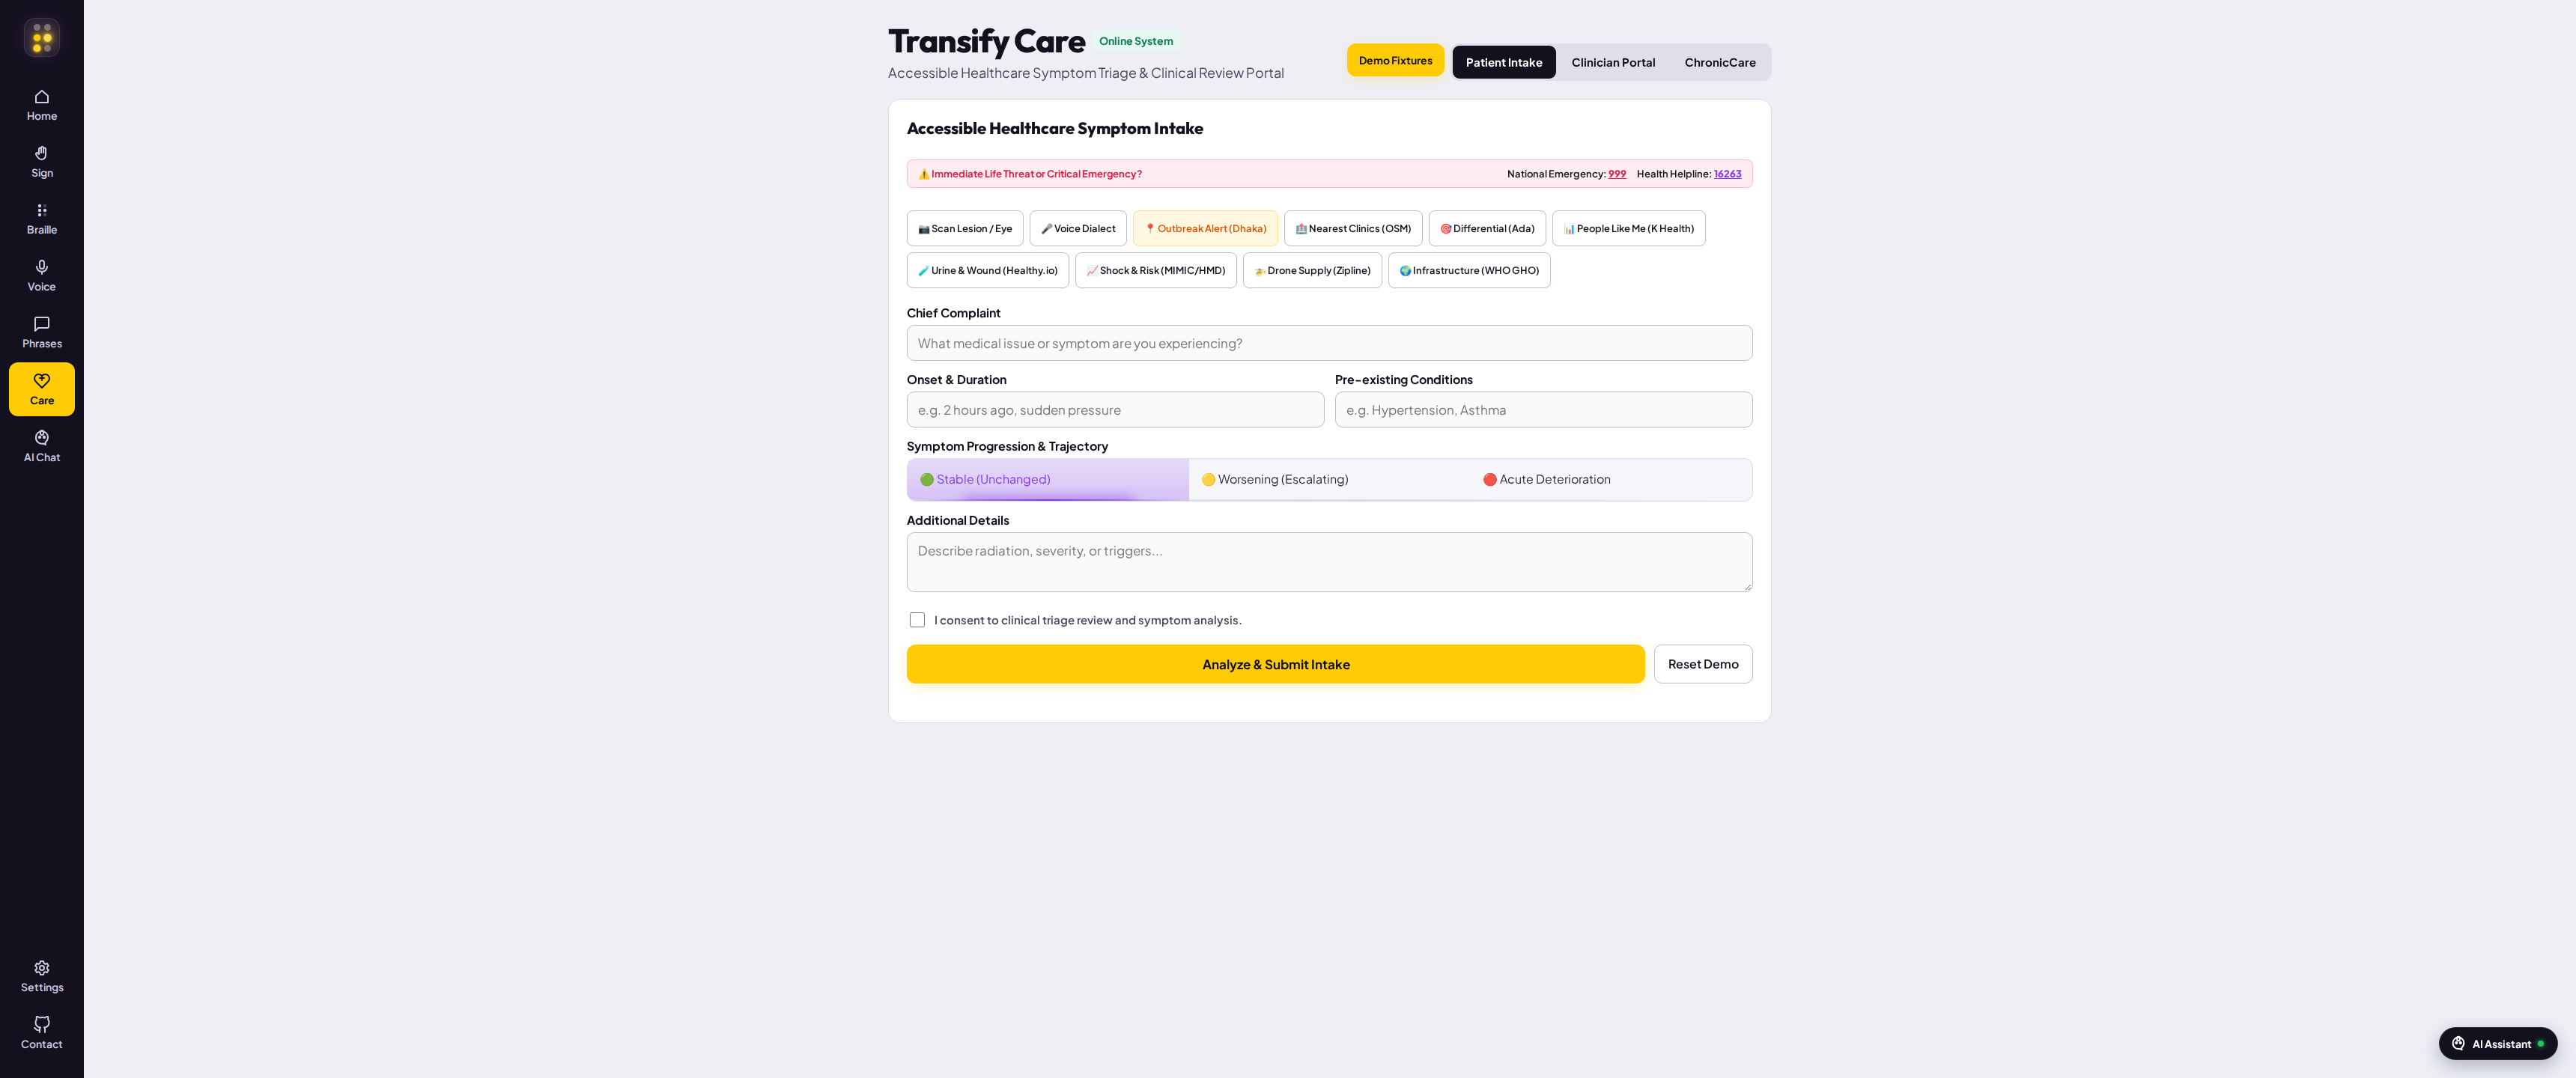 Home
Sign
Braille
Voice
Phrases
Care
AI Chat
Settings
Contact
Transify Care Online System
Accessible Healthcare Symptom Triage & Clinical Review Portal
Demo Fixtures Patient Intake Clinician Portal ChronicCare
Accessible Healthcare Symptom Intake
⚠️ Immediate Life Threat or Critical Emergency? National Emergency: 999 Health Helpline: 16263
📷 Scan Lesion / Eye 🎤 Voice Dialect 📍 Outbreak Alert (Dhaka) 🏥 Nearest Clinics (OSM) 🎯 Differential (Ada) 📊 People Like Me (K Health)
🧪 Urine & Wound (Healthy.io) 📈 Shock & Risk (MIMIC/HMD) 🚁 Drone Supply (Zipline) 🌍 Infrastructure (WHO GHO)
Chief Complaint
What medical issue or symptom are you experiencing?
Onset & Duration Pre-existing Conditions
e.g. 2 hours ago, sudden pressure e.g. Hypertension, Asthma
Symptom Progression & Trajectory
🟢 Stable (Unchanged) 🟡 Worsening (Escalating) 🔴 Acute Deterioration
Additional Details
Describe radiation, severity, or triggers...
I consent to clinical triage review and symptom analysis.
Analyze & Submit Intake Reset Demo
AI Assistant